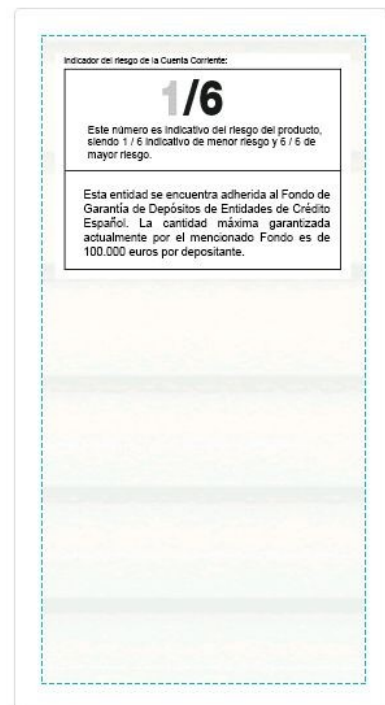 Indicador del riesgo de la Cuenta Corriente:
1/6
Este número es indicativo del riesgo del producto,
siendo 1 / 6 indicativo de menor riesgo y 6 / 6 de
mayor riesgo.
Esta entidad se encuentra adherida al Fondo de
Garantía de Depósitos de Entidades de Crédito
Español. La cantidad máxima garantizada
actualmente por el mencionado Fondo es de
100.000 euros por depositante.